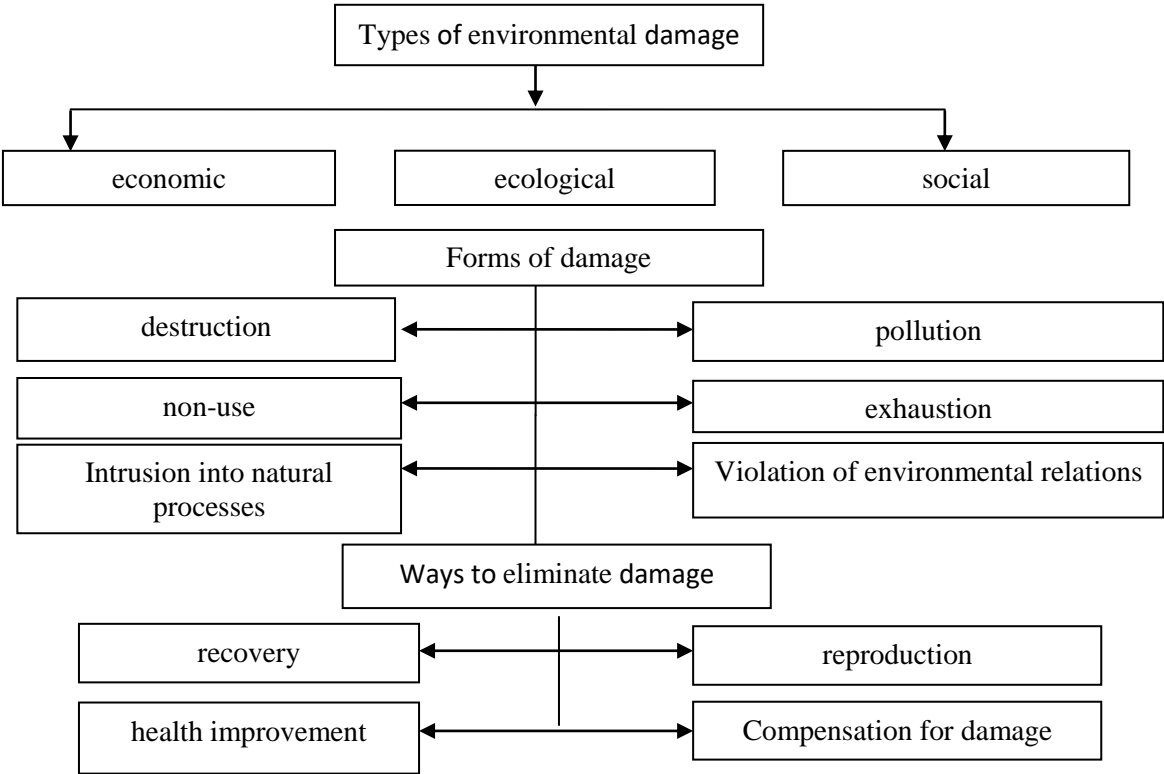 Types of environmental damage
economic
ecological
social
Forms of damage
destruction
pollution
non-use
exhaustion
Intrusion into natural
processes
Violation of environmental relations
Ways to eliminate damage
recovery
reproduction
health improvement
Compensation for damage